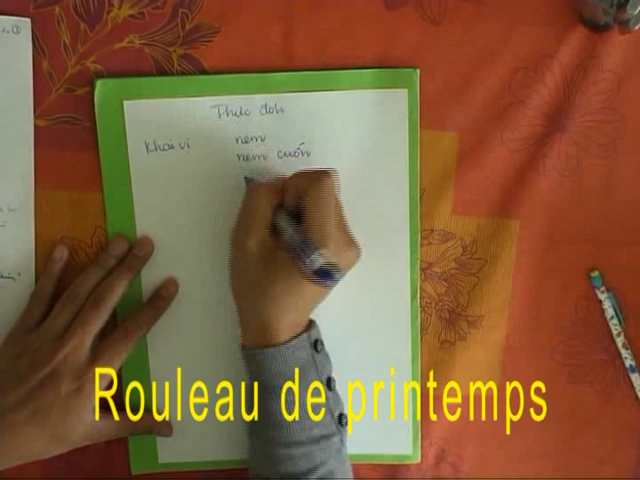 Thực đơn
Khai vị nem
nem cuốn
Rouleau de printemps